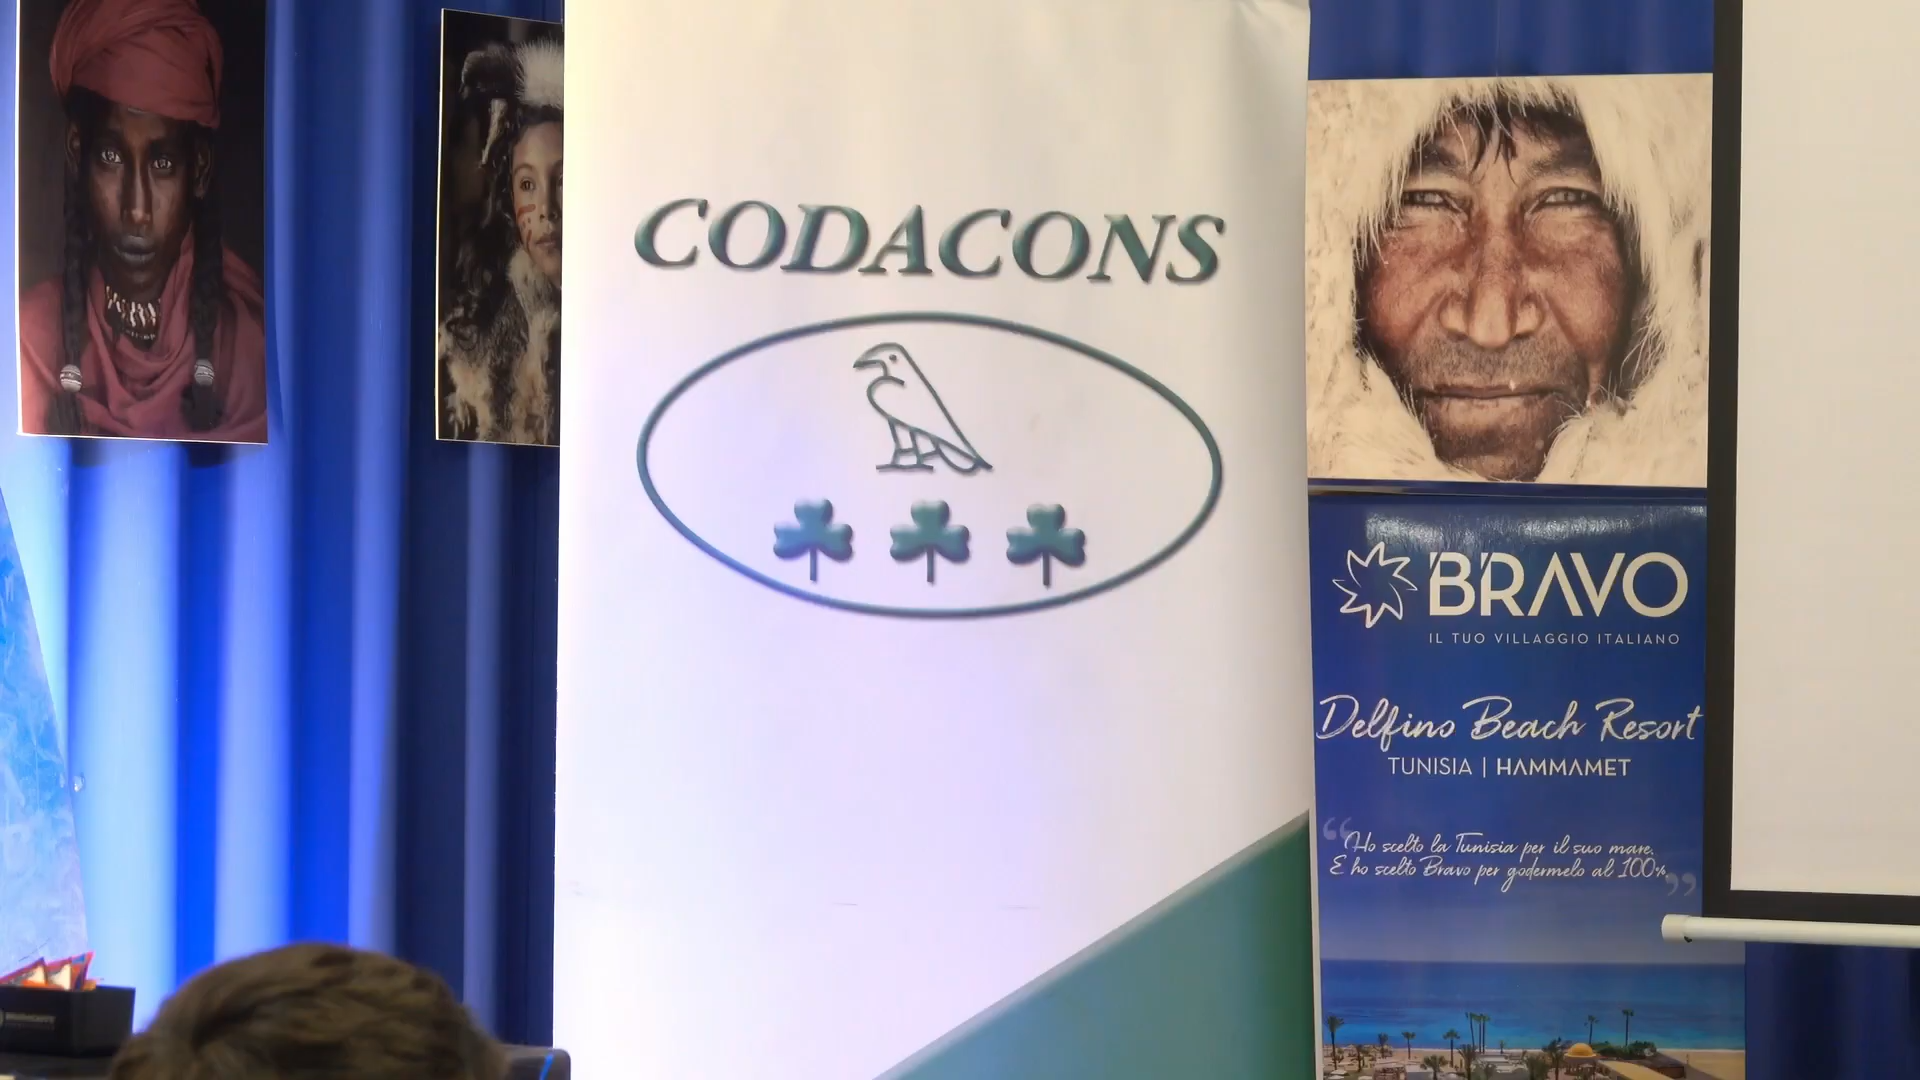 CODACONS
BRAVO
IL TUO VILLAGGIO ITALIANO
Delfino Beach Resort
TUNISIA | HAMMAMET
“Ho scelto la Tunisia per il suo mare.
E ho scelto Bravo per godermelo al 100%”